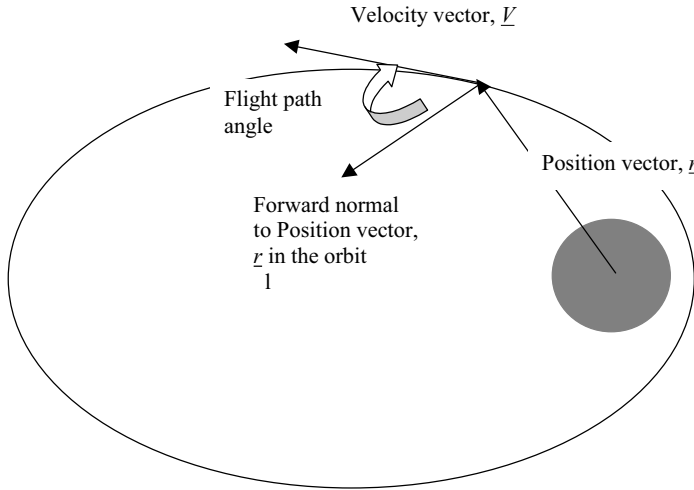 Velocity vector, V
Flight path
angle
Position vector, r
Forward normal
to Position vector,
r in the orbit
l